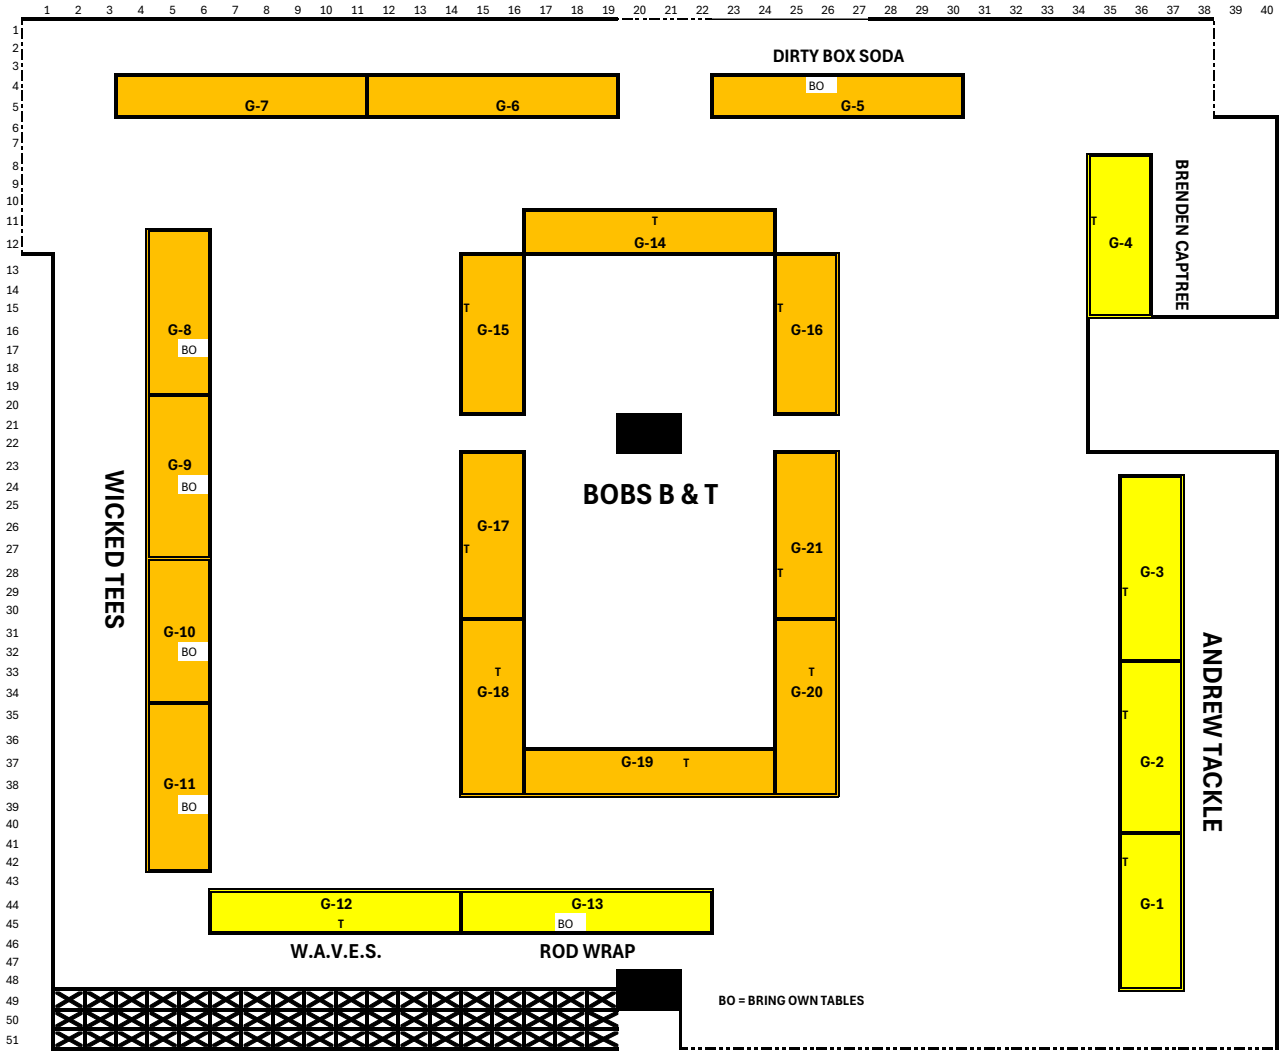 1 2 3 4 5 6 7 8 9 10 11 12 13 14 15 16 17 18 19 20 21 22 23 24 25 26 27 28 29 30 31 32 33 34 35 36 37 38 39 40
1
2
3
4
5
6
7
8
9
10
11
12
13
14
15
16
17
18
19
20
21
22
23
24
25
26
27
28
29
30
31
32
33
34
35
36
37
38
39
40
41
42
43
44
45
46
47
48
49
50
51
DIRTY BOX SODA
BO
G-7
G-6
G-5
BRENDEN CAPTREE
T
G-4
T
G-14
T
G-15
T
G-16
G-8
BO
G-9
BO
WICKED TEES
G-10
BO
G-11
BO
BOBS B & T
G-17
T
G-21
T
T
G-18
T
G-20
G-19 T
G-3
T
T
G-2
T
G-1
ANDREW TACKLE
G-12
T
G-13
BO
W.A.V.E.S.
ROD WRAP
BO = BRING OWN TABLES